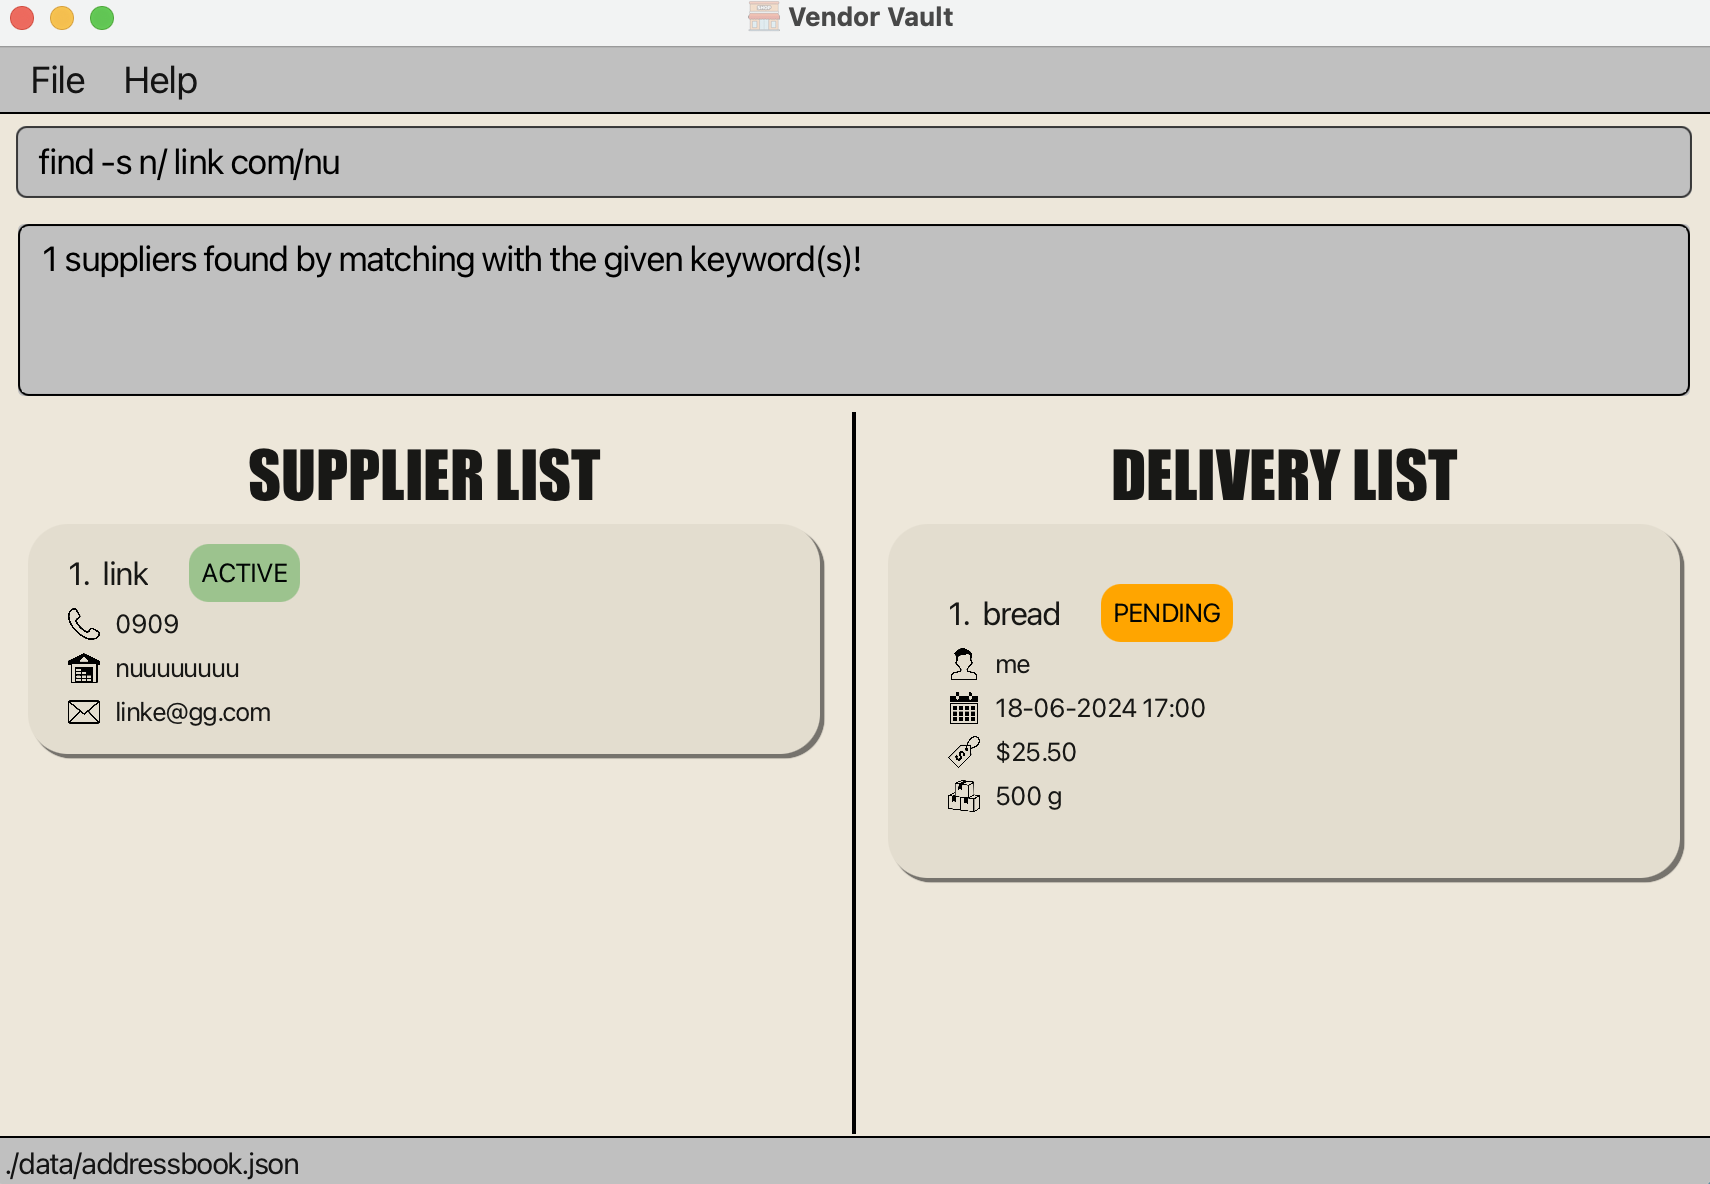 Vendor Vault
File Help
find -s n/ link com/nu
1 suppliers found by matching with the given keyword(s)!
SUPPLIER LIST
1. link ACTIVE
0909
nuuuuuuuu
linke@gg.com
DELIVERY LIST
1. bread PENDING
me
18-06-2024 17:00
$25.50
500 g
./data/addressbook.json